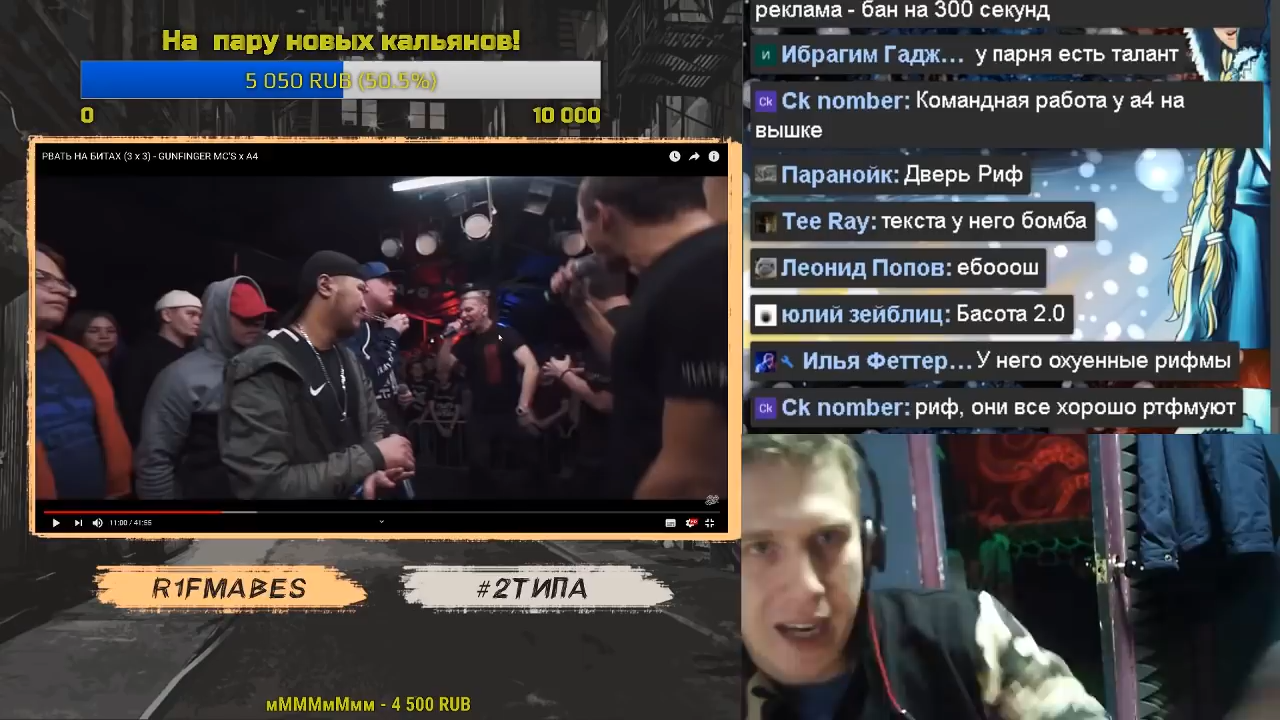 На пару новых кальянов!
5 050 RUB (50.5%)
0
10 000
РВАТЬ НА БИТАХ (3 x 3) - GUNFINGER MC'S x A4
11:00 / 41:56
R1FMABES
#2ТИПА
мММMмMмм - 4 500 RUB
реклама - бан на 300 секунд
И Ибрагим Гадж... у парня есть талант
Ck Ck nomber: Командная работа у а4 на
вышке
Паранойк: Дверь Риф
Tee Ray: текста у него бомба
Леонид Попов: ебооош
юлий зейблиц: Басота 2.0
Илья Феттер... У него охуенные рифмы
Ck Ck nomber: риф, они все хорошо ртфмуют